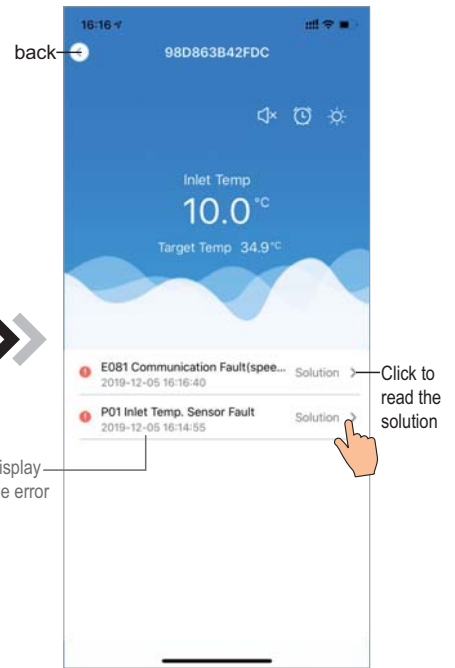 16:16
back
98D863B42FDC
Inlet Temp
10.0°C
Target Temp 34.9°C
E081 Communication Fault(spee... Solution
2019-12-05 16:16:40
Click to
read the
solution
P01 Inlet Temp. Sensor Fault Solution
2019-12-05 16:14:55
error